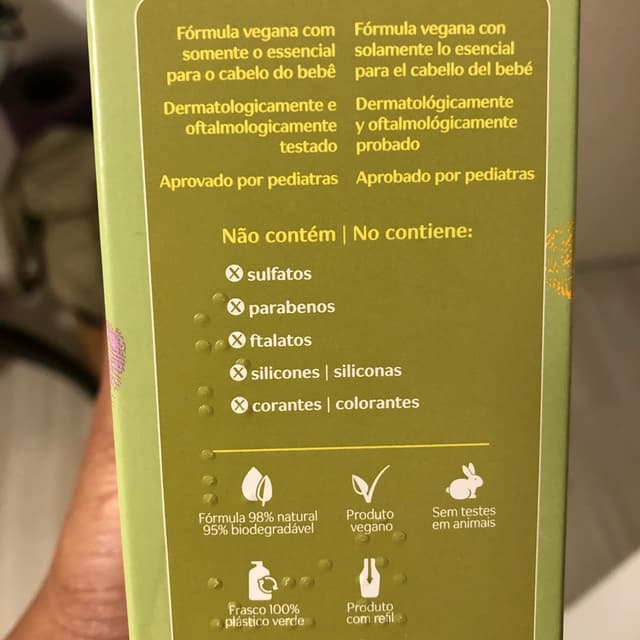 Fórmula vegana com
somente o essencial
para o cabelo do bebê
Dermatologicamente e
oftalmologicamente
testado
Aprovado por pediatras
Fórmula vegana con
solamente lo esencial
para el cabello del bebé
Dermatológicamente
y oftalmológicamente
probado
Aprobado por pediatras
Não contém | No contiene:
sulfatos
parabenos
ftalatos
silicones | siliconas
corantes | colorantes
Fórmula 98% natural
95% biodegradável
Produto
vegano
Sem testes
em animais
Frasco 100%
plástico verde
Produto
com refil